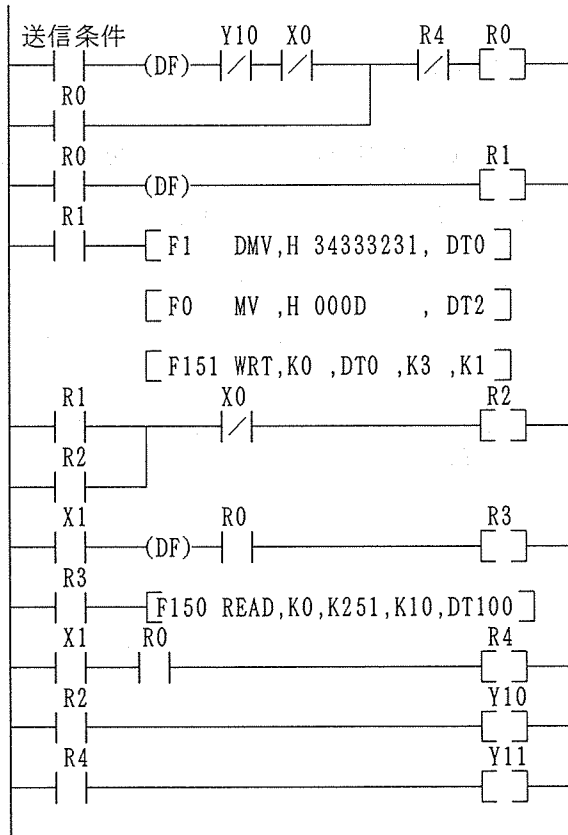 送信条件 Y10 X0 R4 R0
(DF)
R0
R0 R1
(DF)
R1
F1 DMV,H 34333231, DT0
F0 MV ,H 000D , DT2
F151 WRT,K0 ,DT0 ,K3 ,K1
R1 X0 R2
R2
X1 R0 R3
(DF)
R3
F150 READ,K0,K251,K10,DT100
X1 R0 R4
R2 Y10
R4 Y11